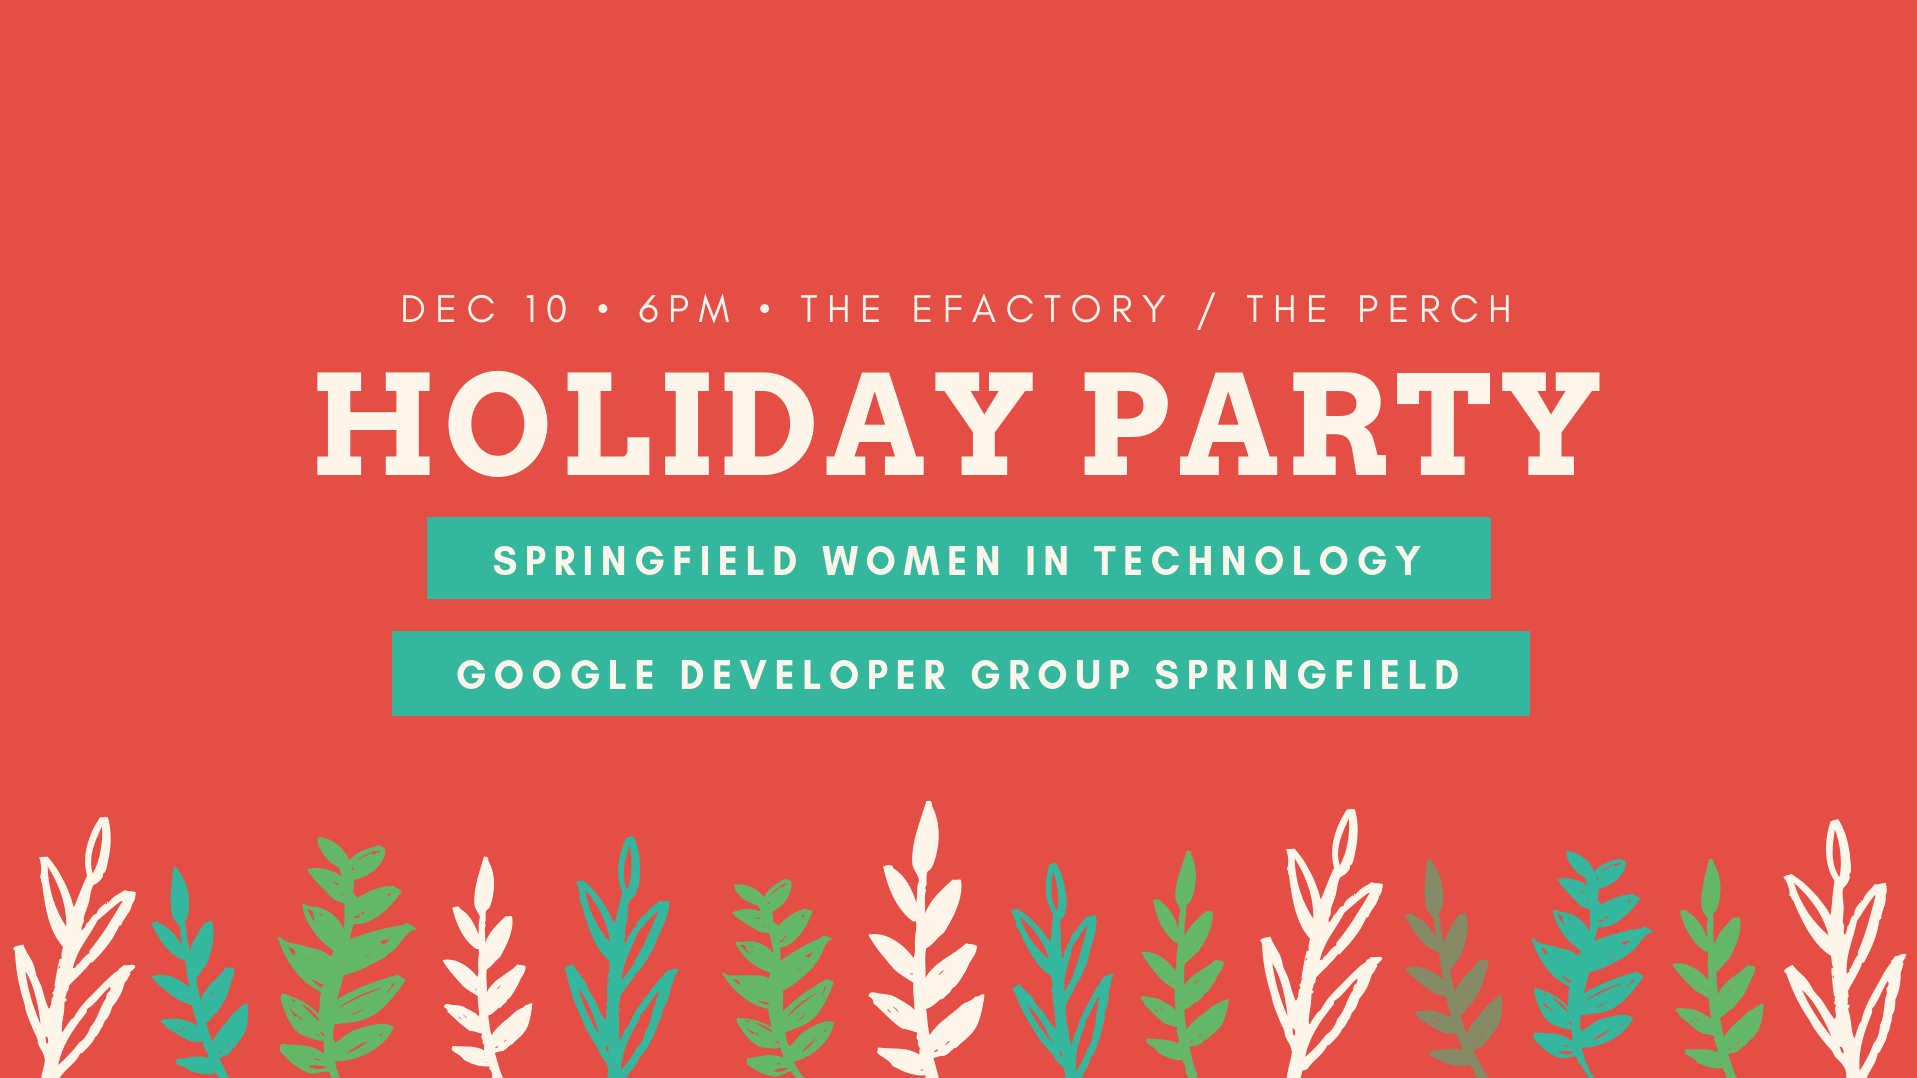 DEC 10 • 6PM • THE EFACTORY / THE PERCH
HOLIDAY PARTY
SPRINGFIELD WOMEN IN TECHNOLOGY
GOOGLE DEVELOPER GROUP SPRINGFIELD